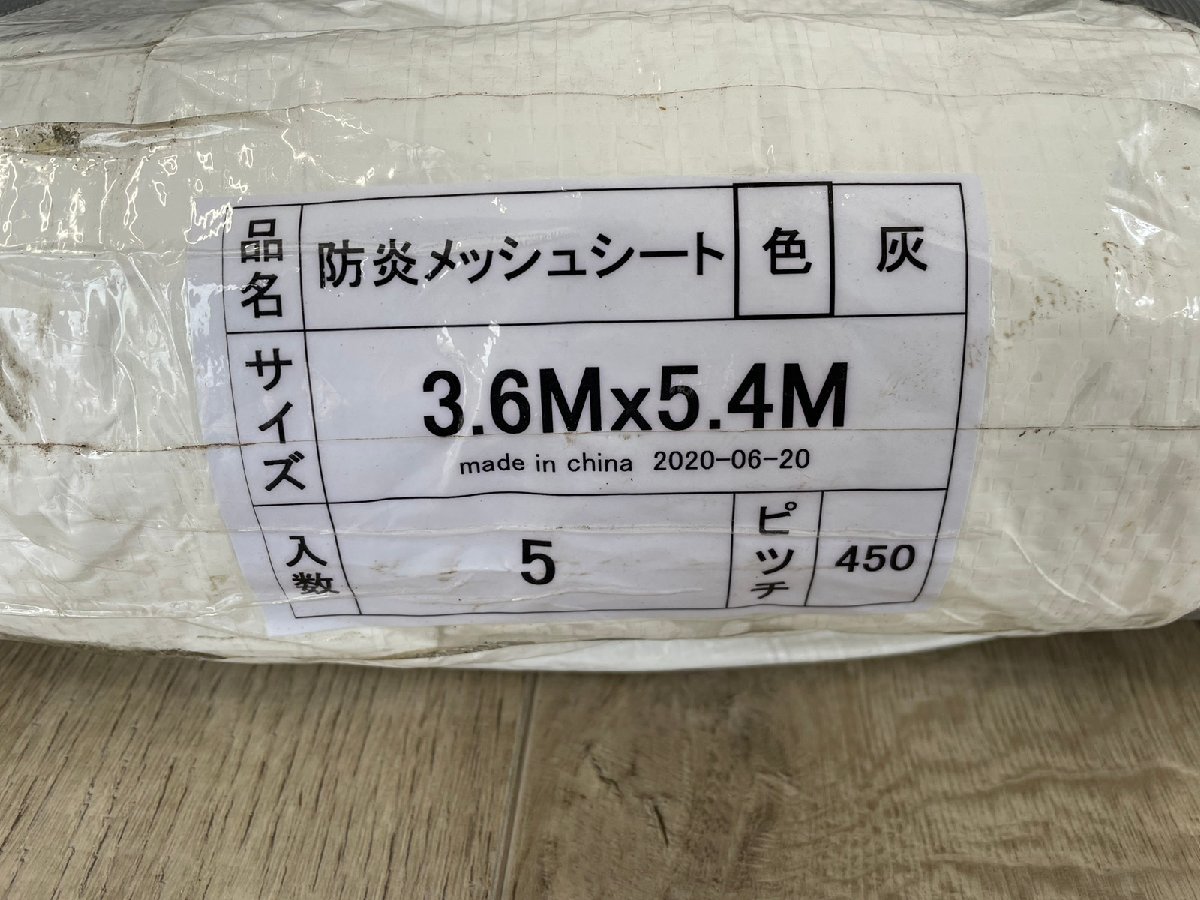 品名 防炎メッシュシート 色 灰
サイズ 3.6Mx5.4M
made in china 2020-06-20
入数 5 ピッチ 450